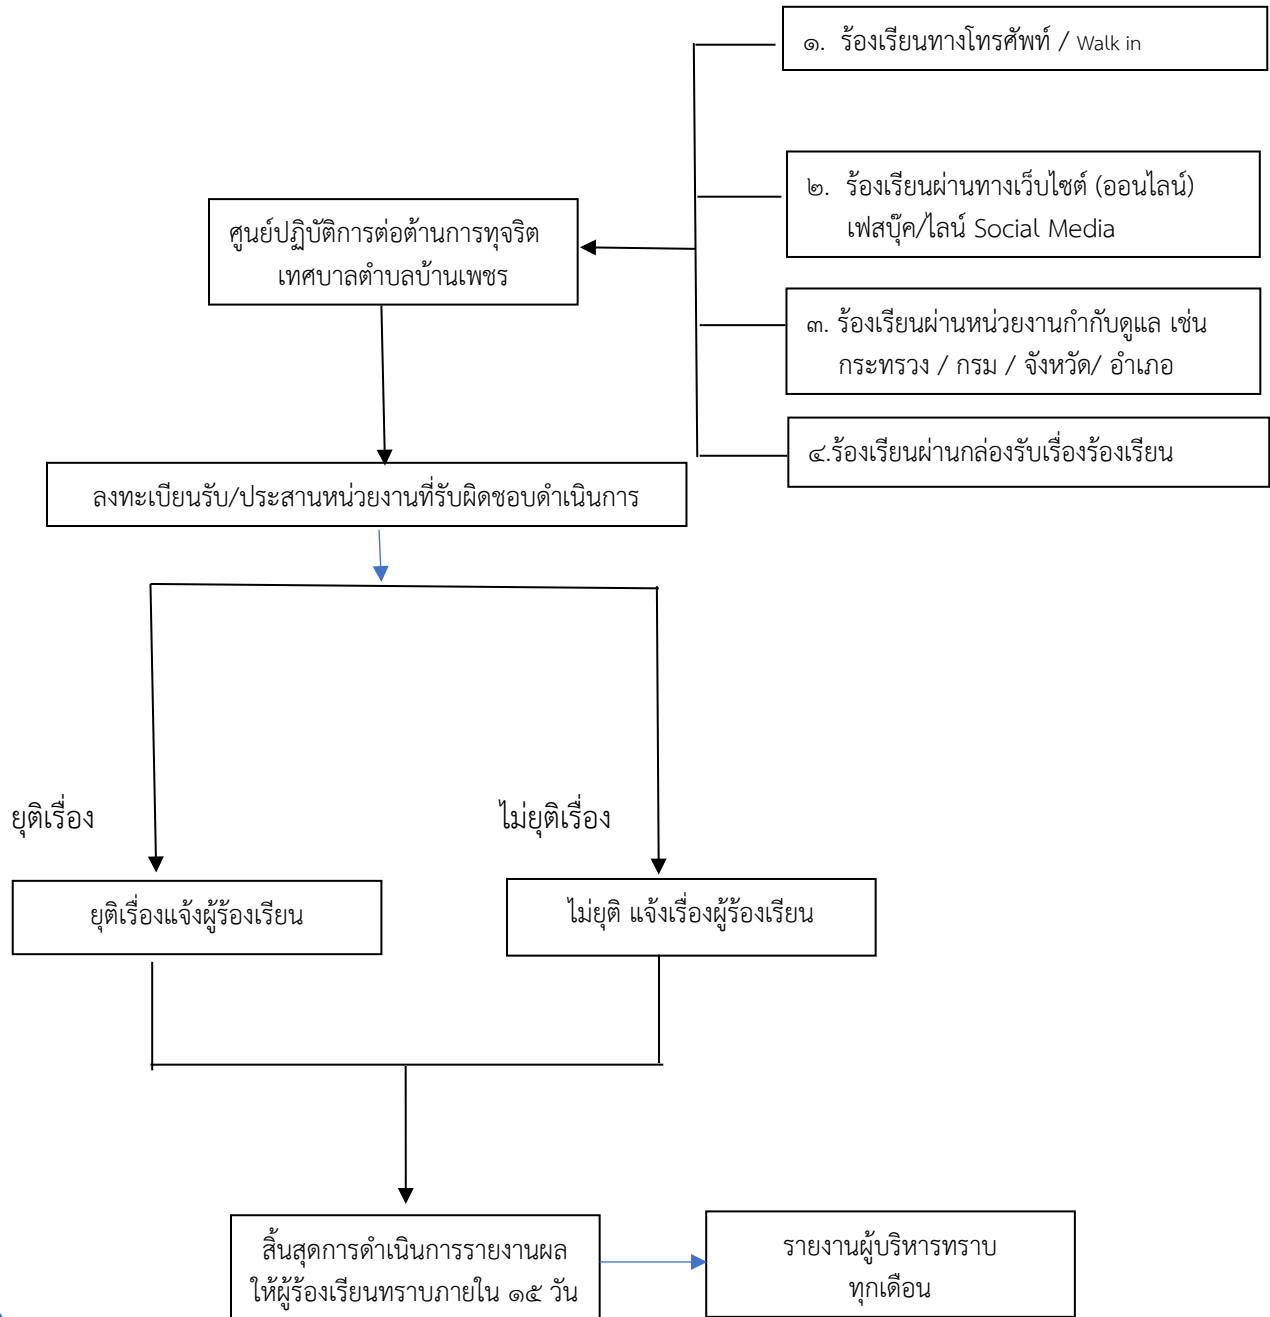 ๑. ร้องเรียนทางโทรศัพท์ / Walk in
๒. ร้องเรียนผ่านทางเว็บไซต์ (ออนไลน์)
เฟสบุ๊ค/ไลน์ Social Media
ศูนย์ปฏิบัติการต่อต้านการทุจริต
เทศบาลตำบลบ้านเพชร
๓. ร้องเรียนผ่านหน่วยงานกำกับดูแล เช่น
กระทรวง / กรม / จังหวัด/ อำเภอ
๔.ร้องเรียนผ่านกล่องรับเรื่องร้องเรียน
ลงทะเบียนรับ/ประสานหน่วยงานที่รับผิดชอบดำเนินการ
ยุติเรื่อง
ไม่ยุติเรื่อง
ยุติเรื่องแจ้งผู้ร้องเรียน
ไม่ยุติ แจ้งเรื่องผู้ร้องเรียน
สิ้นสุดการดำเนินการรายงานผล
ให้ผู้ร้องเรียนทราบภายใน ๑๕ วัน
รายงานผู้บริหารทราบ
ทุกเดือน